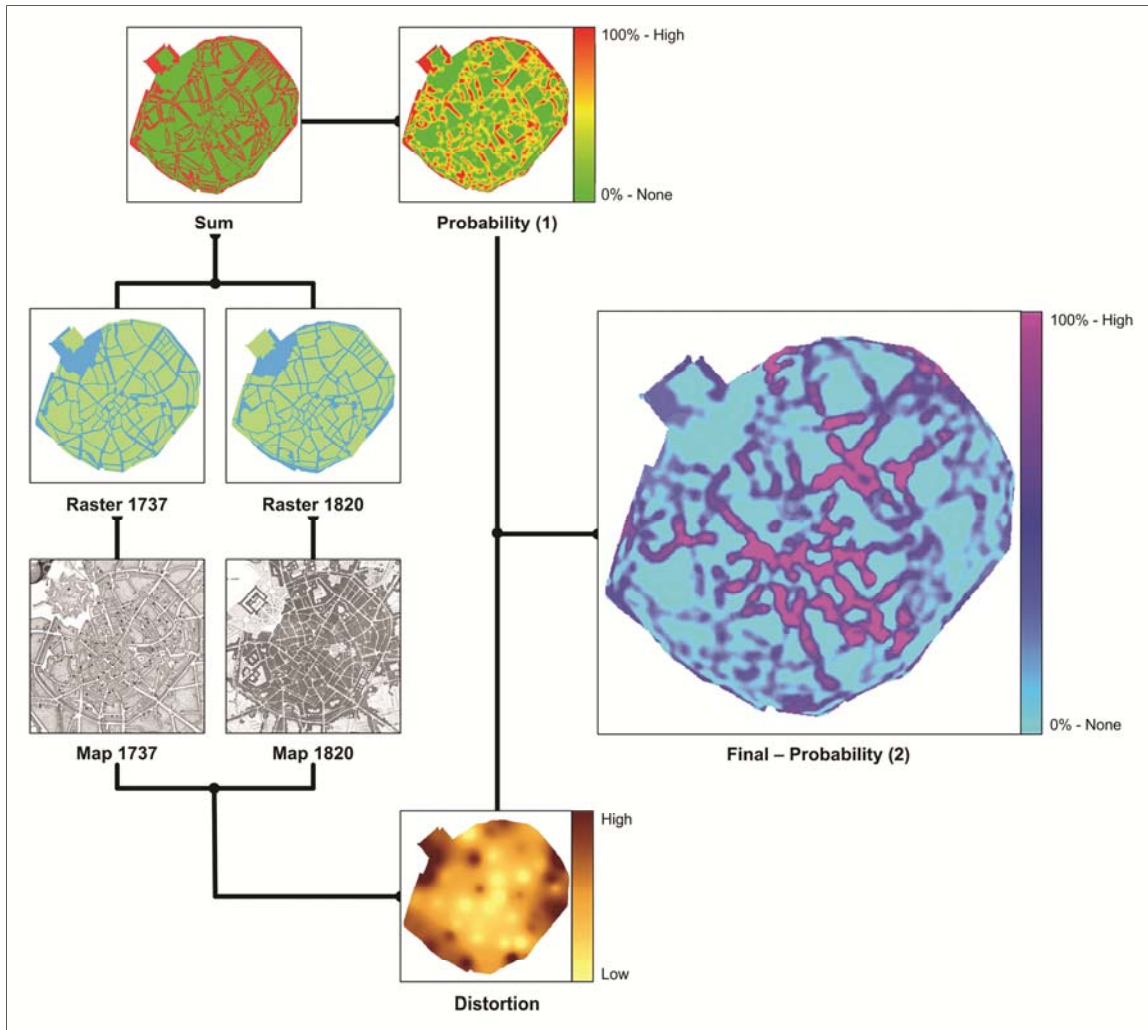 100% - High
0% - None
Sum
Probability (1)
Raster 1737
Raster 1820
100% - High
0% - None
Map 1737
Map 1820
Final – Probability (2)
High
Low
Distortion